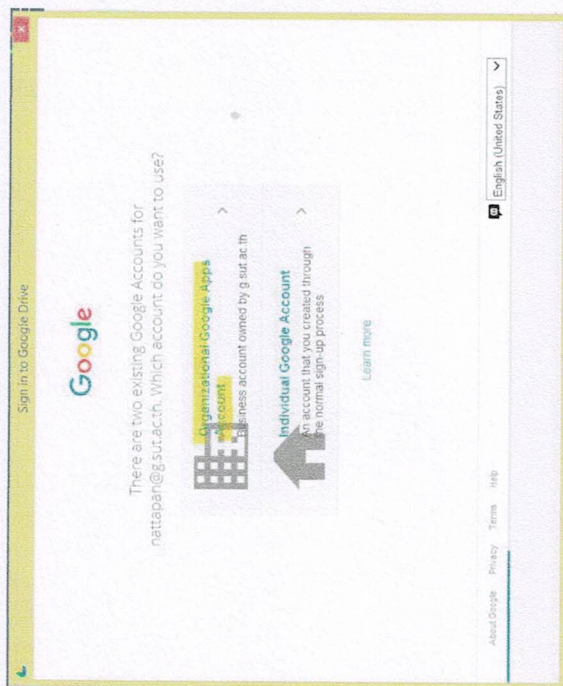 Sign in to Google Drive
Google
There are two existing Google Accounts for
nattapan@g.sut.ac.th. Which account do you want to use?
Organizational Google Apps
Account
Business account owned by g.sut.ac.th
Individual Google Account
An account that you created through
the normal sign-up process
Learn more
About Google Privacy Terms Help
English (United States)